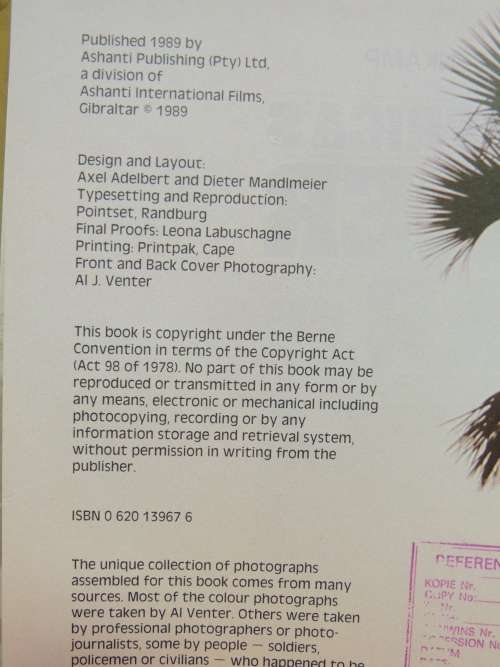 Published 1989 by
Ashanti Publishing (Pty) Ltd,
a division of
Ashanti International Films,
Gibraltar © 1989
Design and Layout:
Axel Adelbert and Dieter Mandlmeier
Typesetting and Reproduction:
Pointset, Randburg
Final Proofs: Leona Labuschagne
Printing: Printpak, Cape
Front and Back Cover Photography:
Al J. Venter
This book is copyright under the Berne
Convention in terms of the Copyright Act
(Act 98 of 1978). No part of this book may be
reproduced or transmitted in any form or by
any means, electronic or mechanical including
photocopying, recording or by any
information storage and retrieval system,
without permission in writing from the
publisher.
ISBN 0 620 13967 6
The unique collection of photographs
assembled for this book comes from many
sources. Most of the colour photographs
were taken by Al Venter. Others were taken
by professional photographers or photo-
journalists, some by people — soldiers,
policemen or civilians — who happened to be
KOPIE Nr.
COPY No: